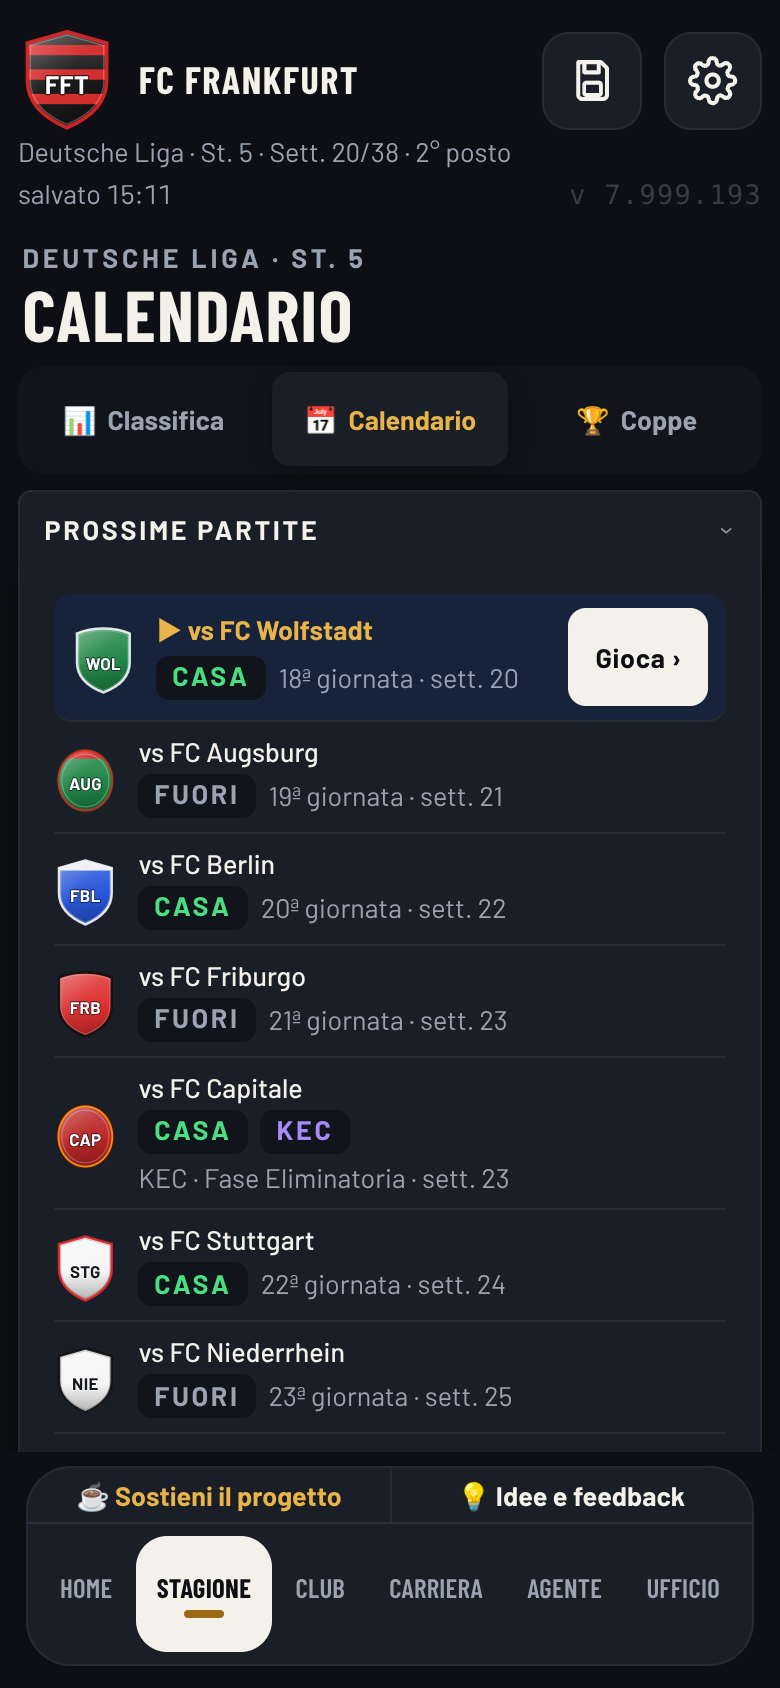 FFT
FC FRANKFURT
Deutsche Liga · St. 5 · Sett. 20/38 · 2° posto
salvato 15:11
v 7.999.193
DEUTSCHE LIGA · ST. 5
CALENDARIO
📊 Classifica
📅 Calendario
🏆 Coppe
PROSSIME PARTITE
WOL
▶ vs FC Wolfstadt
CASA 18ª giornata · sett. 20
Gioca ›
AUG
vs FC Augsburg
FUORI 19ª giornata · sett. 21
FBL
vs FC Berlin
CASA 20ª giornata · sett. 22
FRB
vs FC Friburgo
FUORI 21ª giornata · sett. 23
CAP
vs FC Capitale
CASA KEC
KEC · Fase Eliminatoria · sett. 23
STG
vs FC Stuttgart
CASA 22ª giornata · sett. 24
NIE
vs FC Niederrhein
FUORI 23ª giornata · sett. 25
☕ Sostieni il progetto
💡 Idee e feedback
HOME
STAGIONE
CLUB
CARRIERA
AGENTE
UFFICIO